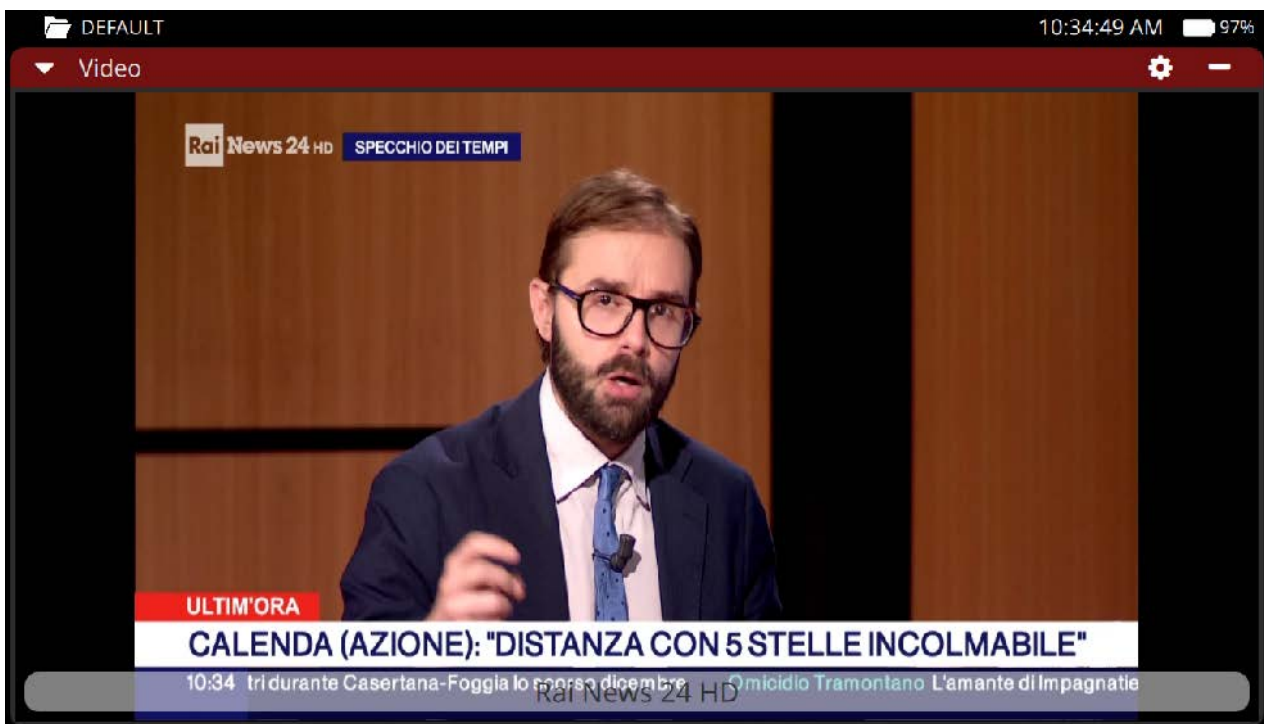 DEFAULT 10:34:49 AM 97%
Video
Rai News 24 HD SPECCHIO DEI TEMPI
ULTIM'ORA
CALENDA (AZIONE): "DISTANZA CON 5 STELLE INCOLMABILE"
10:34 tri durante Casertana-Foggia lo scorso dicembre Omicidio Tramontano L'amante di Impagnatie
Rai News 24 HD